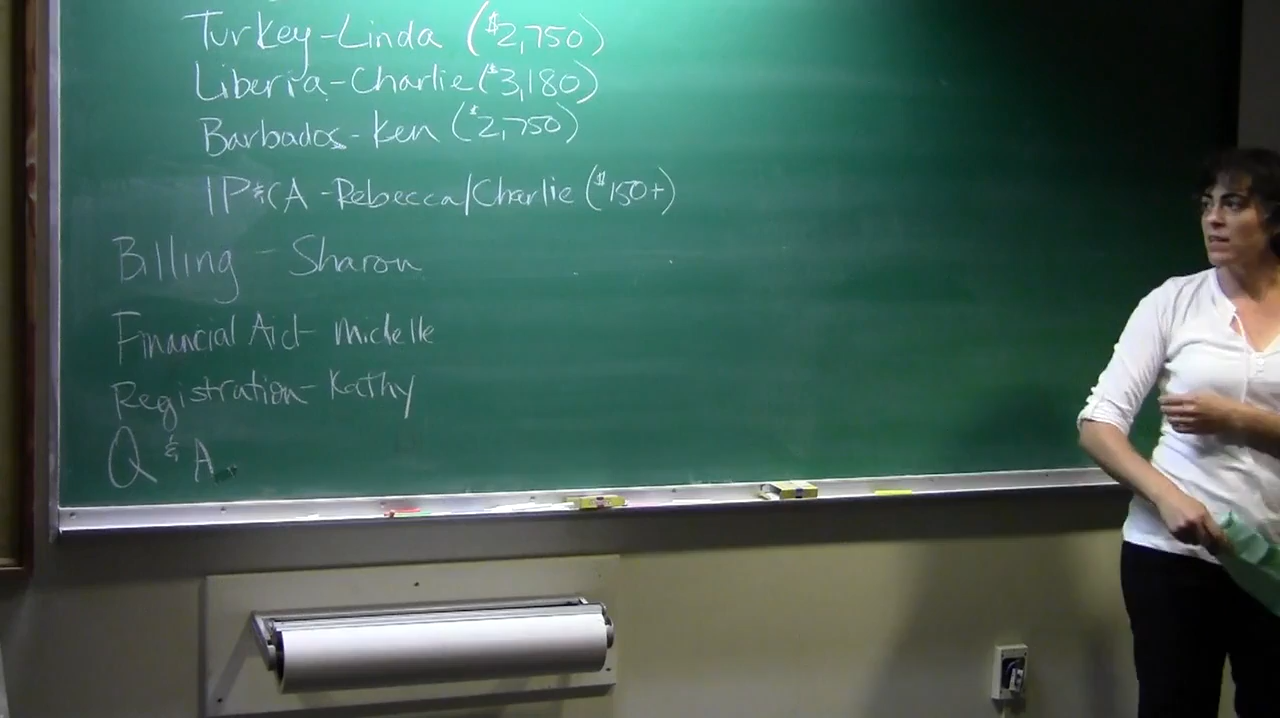 Turkey-Linda ($2,750)
Liberia-Charlie ($3,180)
Barbados-Ken ($2,750)
IP&CA-Rebecca/Charlie ($150+)
Billing - Sharon
Financial Aid- Michelle
Registration- Kathy
Q & A